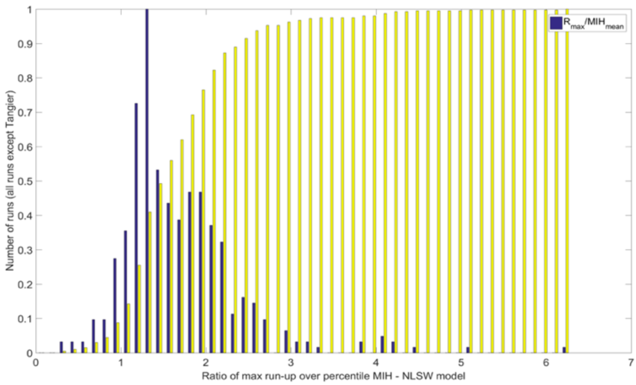 R_max/MIH_mean
Number of runs (all runs except Tangier)
1
0.9
0.8
0.7
0.6
0.5
0.4
0.3
0.2
0.1
0
0 1 2 3 4 5 6 7
Ratio of max run-up over percentile MIH - NLSW model